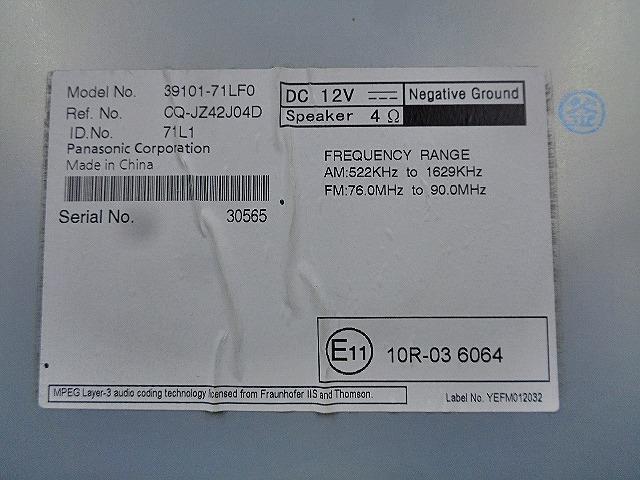 Model No. 39101-71LF0
Ref. No. CQ-JZ42J04D
ID.No. 71L1
Panasonic Corporation
Made in China
Serial No. 30565
DC 12V ⎓ Negative Ground
Speaker 4Ω
FREQUENCY RANGE
AM:522KHz to 1629KHz
FM:76.0MHz to 90.0MHz
E11 10R-03 6064
MPEG Layer-3 audio coding technology licensed from Fraunhofer IIS and Thomson.
Label No. YEFM012032